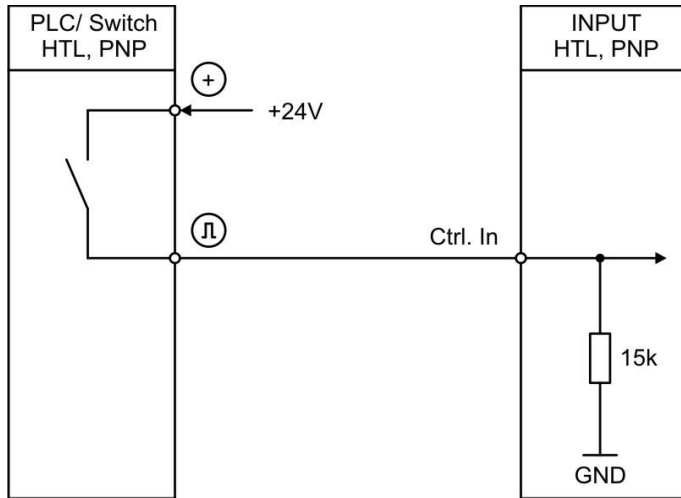 PLC/ Switch
HTL, PNP
INPUT
HTL, PNP
+
+24V
Ctrl. In
15k
GND